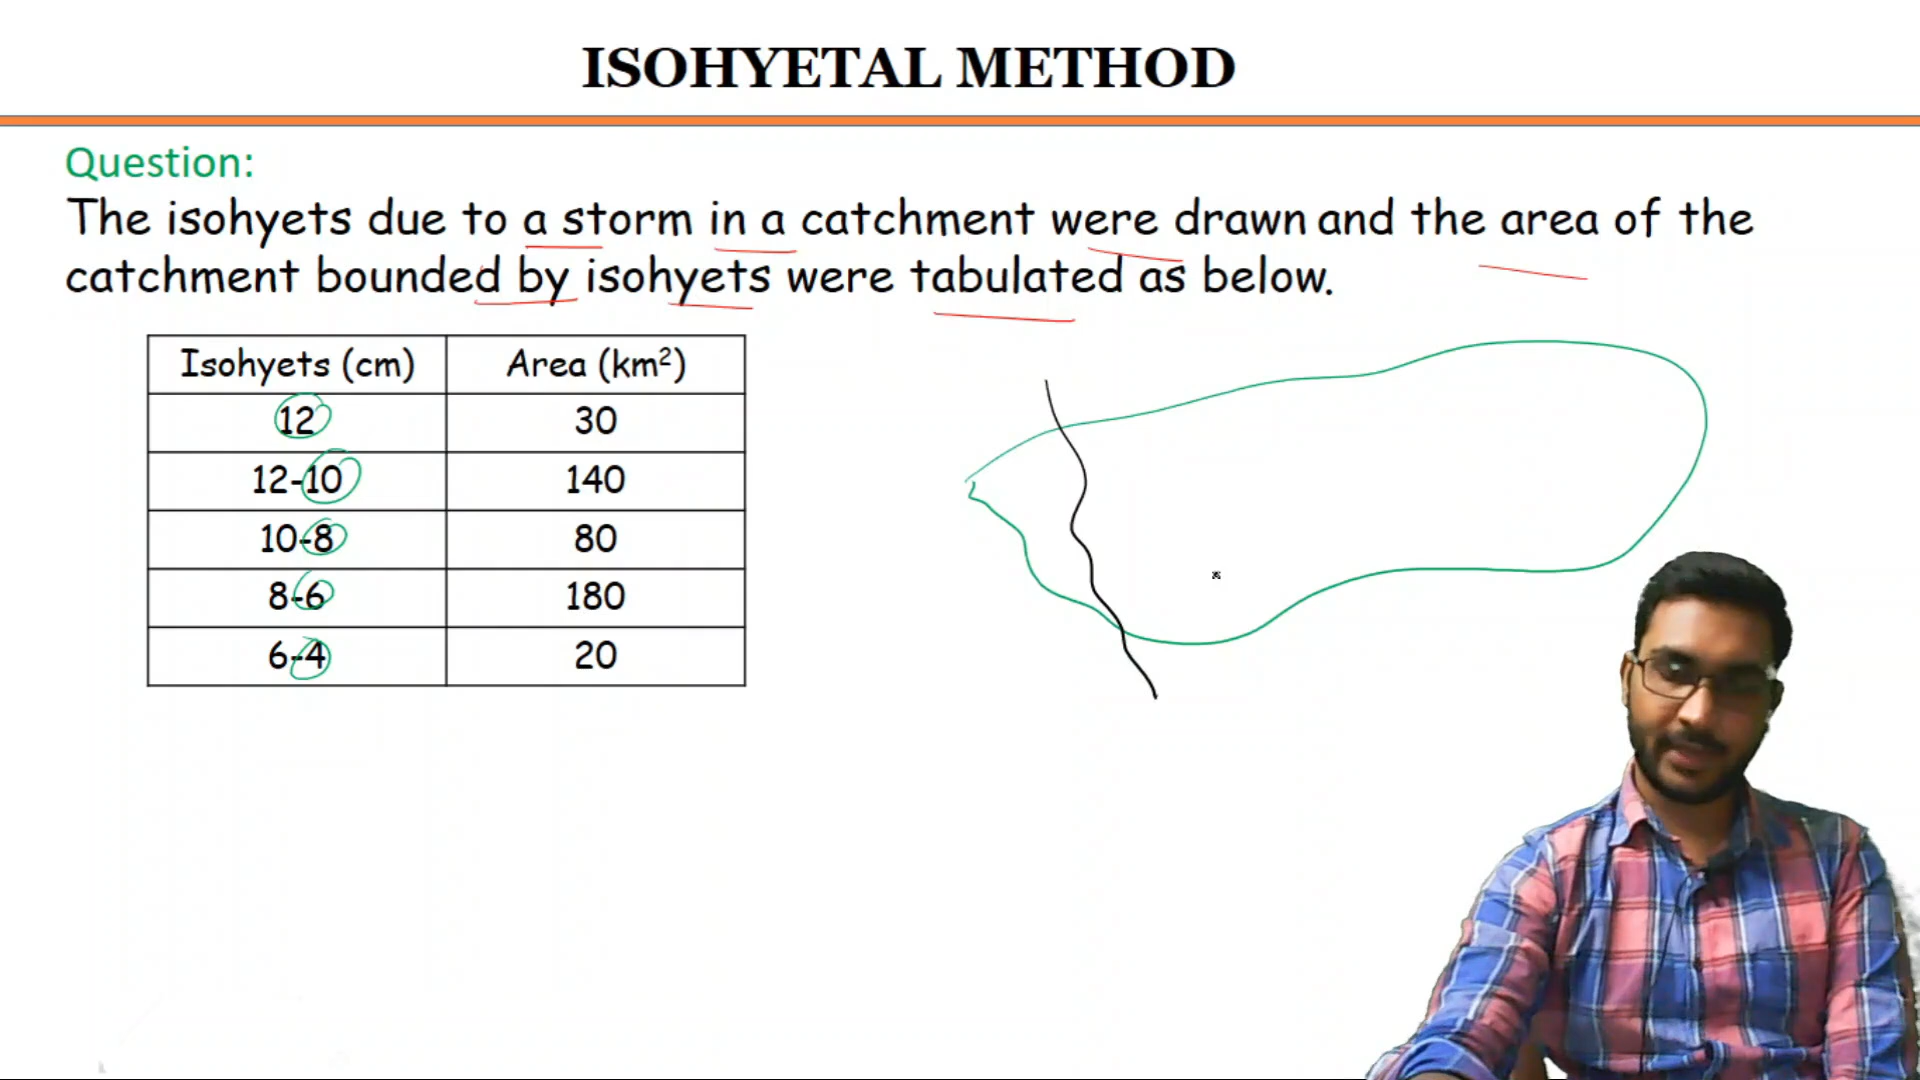 ISOHYETAL METHOD
Question:
The isohyets due to a storm in a catchment were drawn and the area of the
catchment bounded by isohyets were tabulated as below.
Isohyets (cm) Area (km²)
12 30
12-10 140
10-8 80
8-6 180
6-4 20